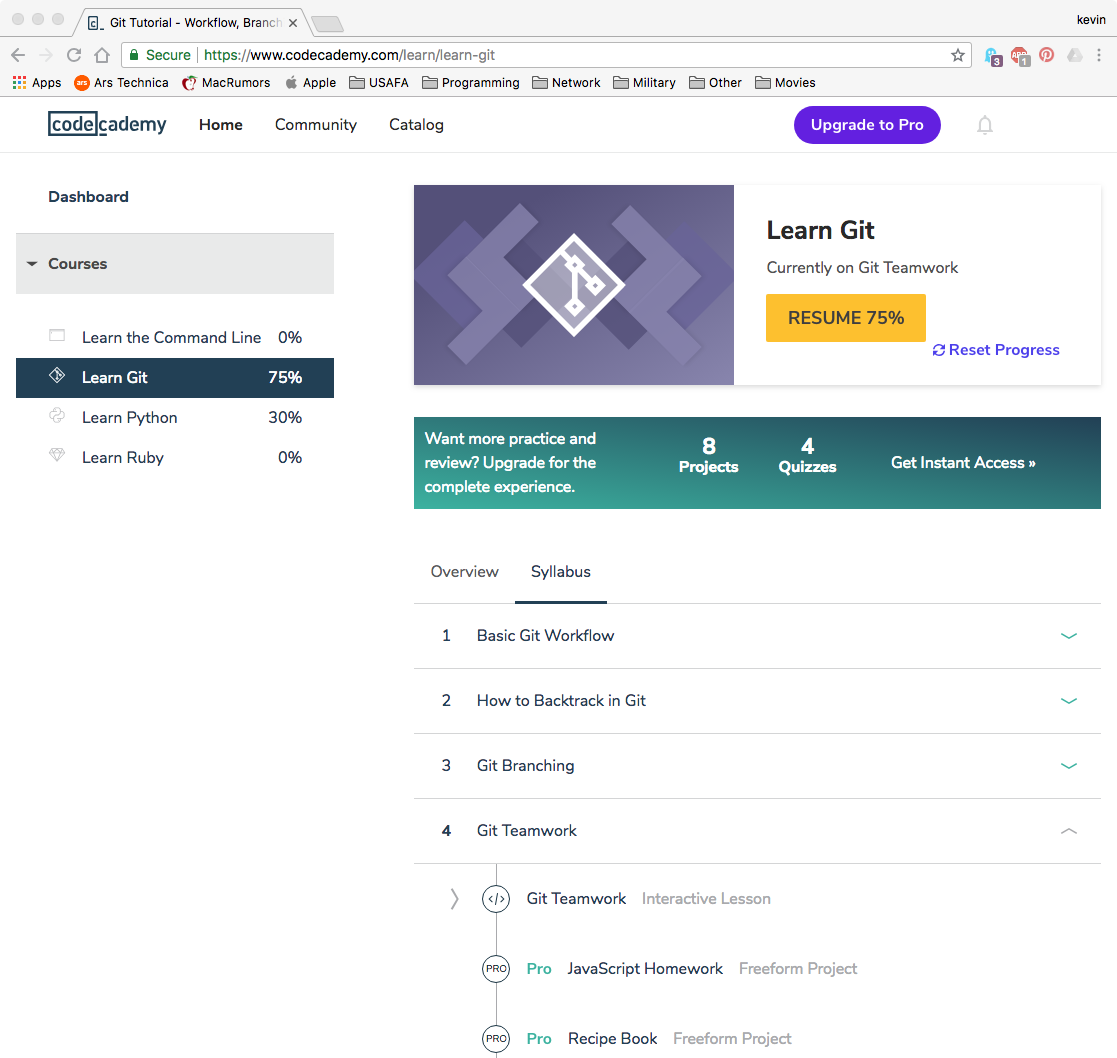 Git Tutorial - Workflow, Branch
kevin
Secure https://www.codecademy.com/learn/learn-git
3
1
Apps Ars Technica MacRumors Apple USAFA Programming Network Military Other Movies
codecademy Home Community Catalog Upgrade to Pro
Dashboard
Courses
Learn the Command Line 0%
Learn Git 75%
Learn Python 30%
Learn Ruby 0%
Learn Git
Currently on Git Teamwork
RESUME 75%
Reset Progress
Want more practice and
review? Upgrade for the
complete experience.
8
Projects
4
Quizzes
Get Instant Access »
Overview Syllabus
1 Basic Git Workflow
2 How to Backtrack in Git
3 Git Branching
4 Git Teamwork
</> Git Teamwork Interactive Lesson
PRO Pro JavaScript Homework Freeform Project
PRO Pro Recipe Book Freeform Project